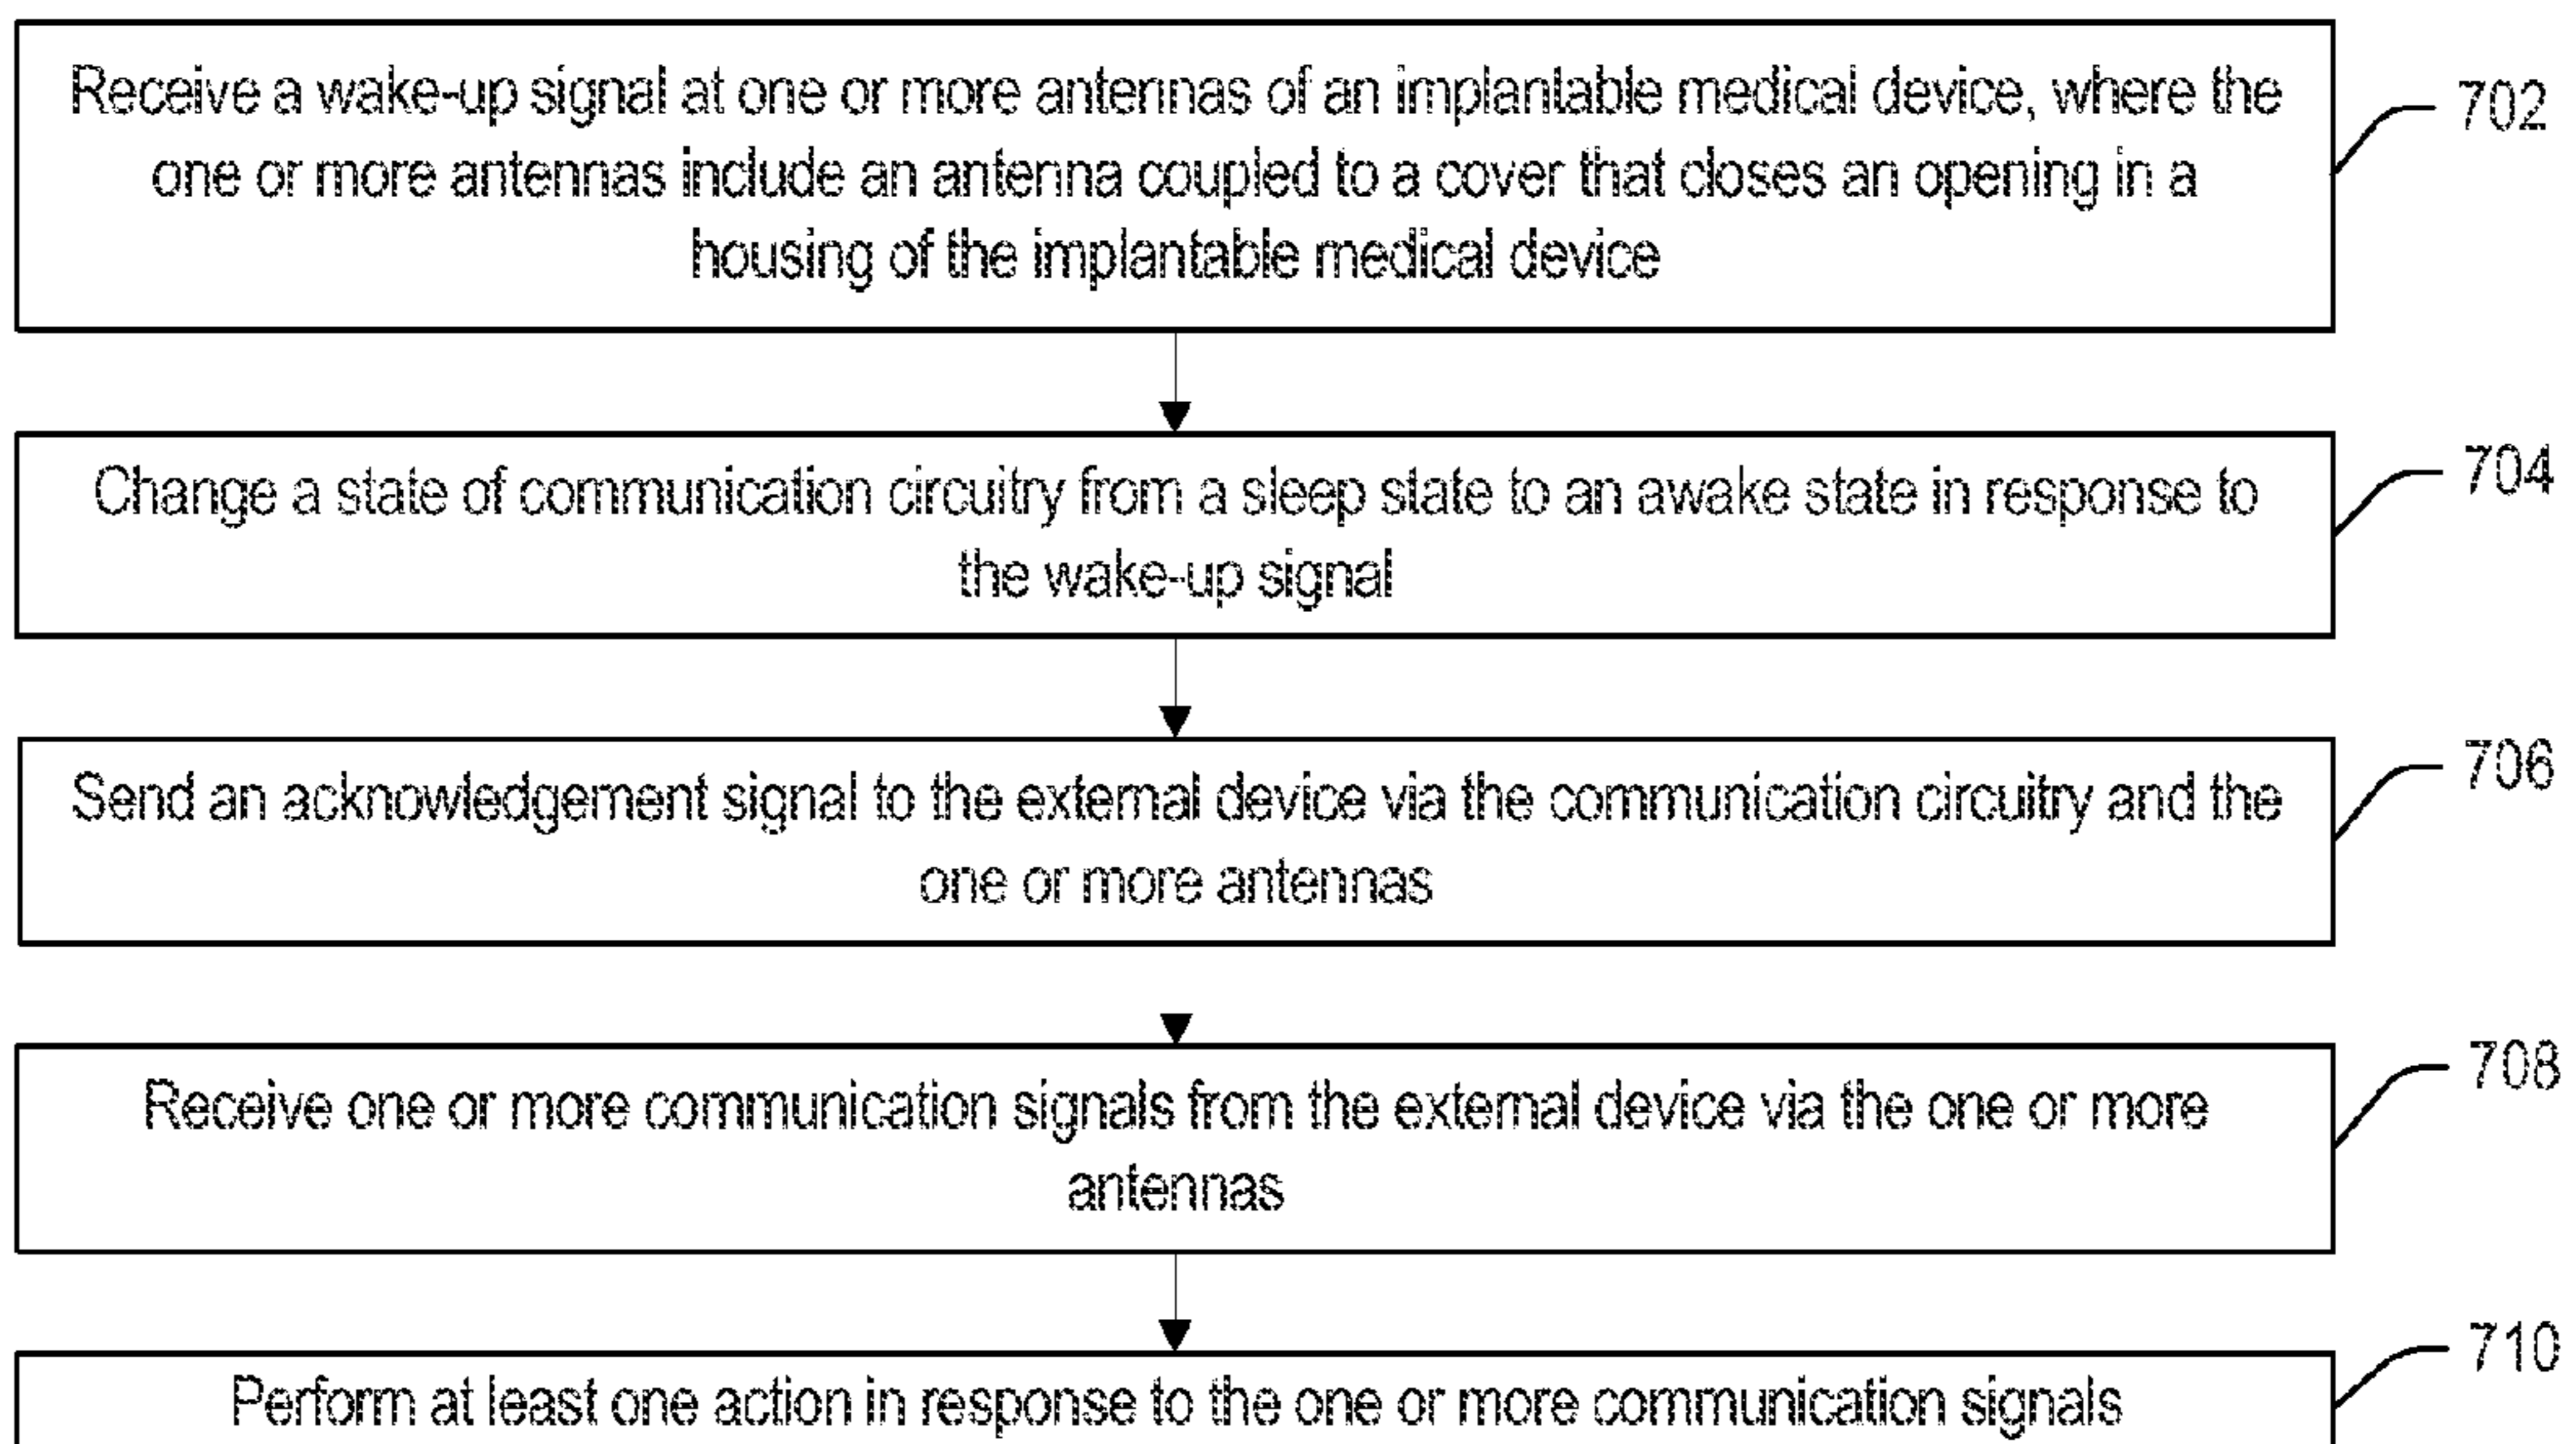 Receive a wake-up signal at one or more antennas of an implantable medical device, where the
one or more antennas include an antenna coupled to a cover that closes an opening in a
housing of the implantable medical device
702
Change a state of communication circuitry from a sleep state to an awake state in response to
the wake-up signal
704
Send an acknowledgement signal to the external device via the communication circuitry and the
one or more antennas
706
Receive one or more communication signals from the external device via the one or more
antennas
708
Perform at least one action in response to the one or more communication signals
710